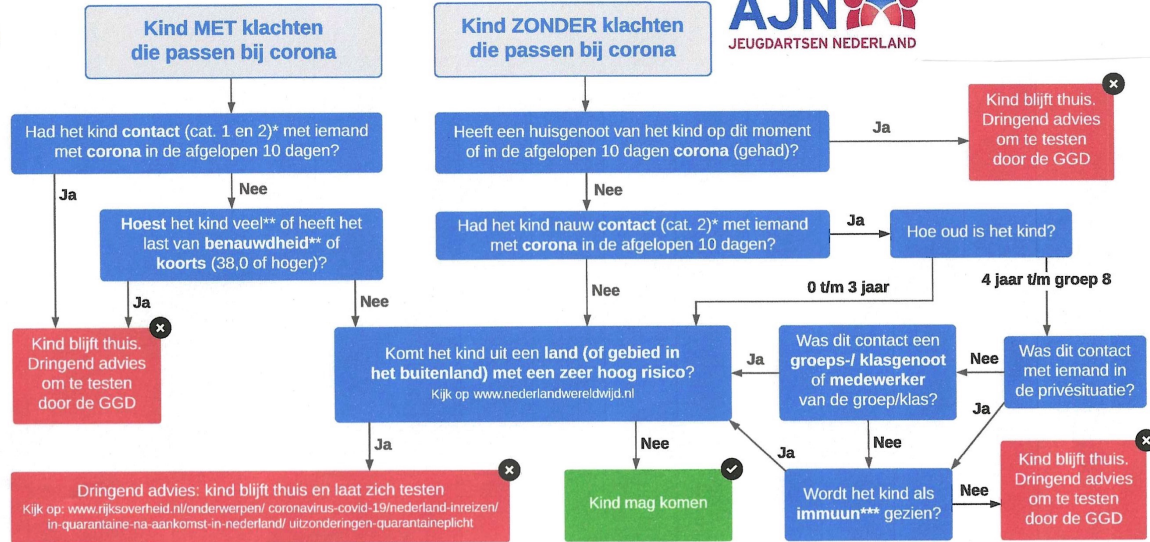 Kind MET klachten
die passen bij corona
Kind ZONDER klachten
die passen bij corona
AJN
JEUGDARTSEN NEDERLAND
Had het kind contact (cat. 1 en 2)* met iemand
met corona in de afgelopen 10 dagen?
Heeft een huisgenoot van het kind op dit moment
of in de afgelopen 10 dagen corona (gehad)?
Ja
Kind blijft thuis.
Dringend advies
om te testen
door de GGD
Ja
Nee
Nee
Hoest het kind veel** of heeft het
last van benauwdheid** of
koorts (38,0 of hoger)?
Had het kind nauw contact (cat. 2)* met iemand
met corona in de afgelopen 10 dagen?
Ja
Hoe oud is het kind?
Ja
Nee
Nee
0 t/m 3 jaar
4 jaar t/m groep 8
Kind blijft thuis.
Dringend advies
om te testen
door de GGD
Komt het kind uit een land (of gebied in
het buitenland) met een zeer hoog risico?
Kijk op www.nederlandwereldwijd.nl
Ja
Was dit contact een
groeps-/ klasgenoot
of medewerker
van de groep/klas?
Nee
Was dit contact
met iemand in
de privésituatie?
Ja
Nee
Ja
Nee
Ja
Dringend advies: kind blijft thuis en laat zich testen
Kijk op: www.rijksoverheid.nl/onderwerpen/ coronavirus-covid-19/nederland-inreizen/
in-quarantaine-na-aankomst-in-nederland/ uitzonderingen-quarantaineplicht
Kind mag komen
Wordt het kind als
immuun*** gezien?
Nee
Kind blijft thuis.
Dringend advies
om te testen
door de GGD